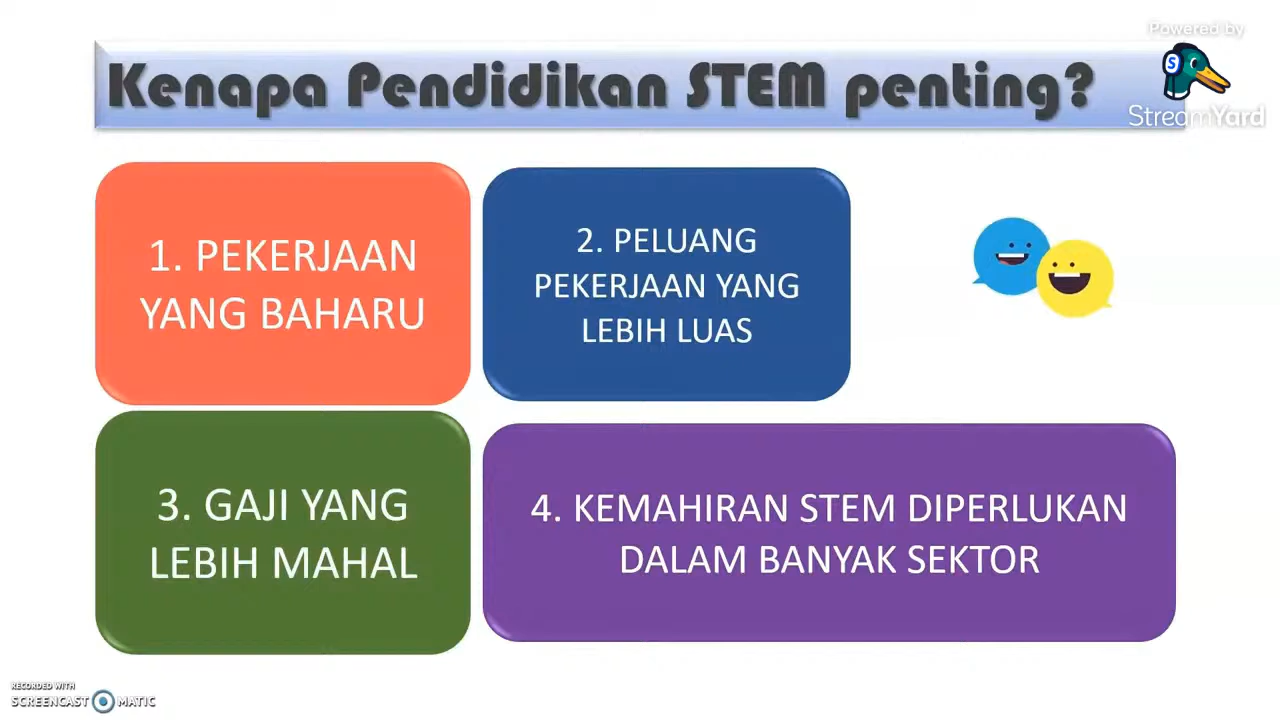 Powered by
Kenapa Pendidikan STEM penting?
StreamYard
1. PEKERJAAN
YANG BAHARU
2. PELUANG
PEKERJAAN YANG
LEBIH LUAS
3. GAJI YANG
LEBIH MAHAL
4. KEMAHIRAN STEM DIPERLUKAN
DALAM BANYAK SEKTOR
RECORDED WITH
SCREENCAST MATIC